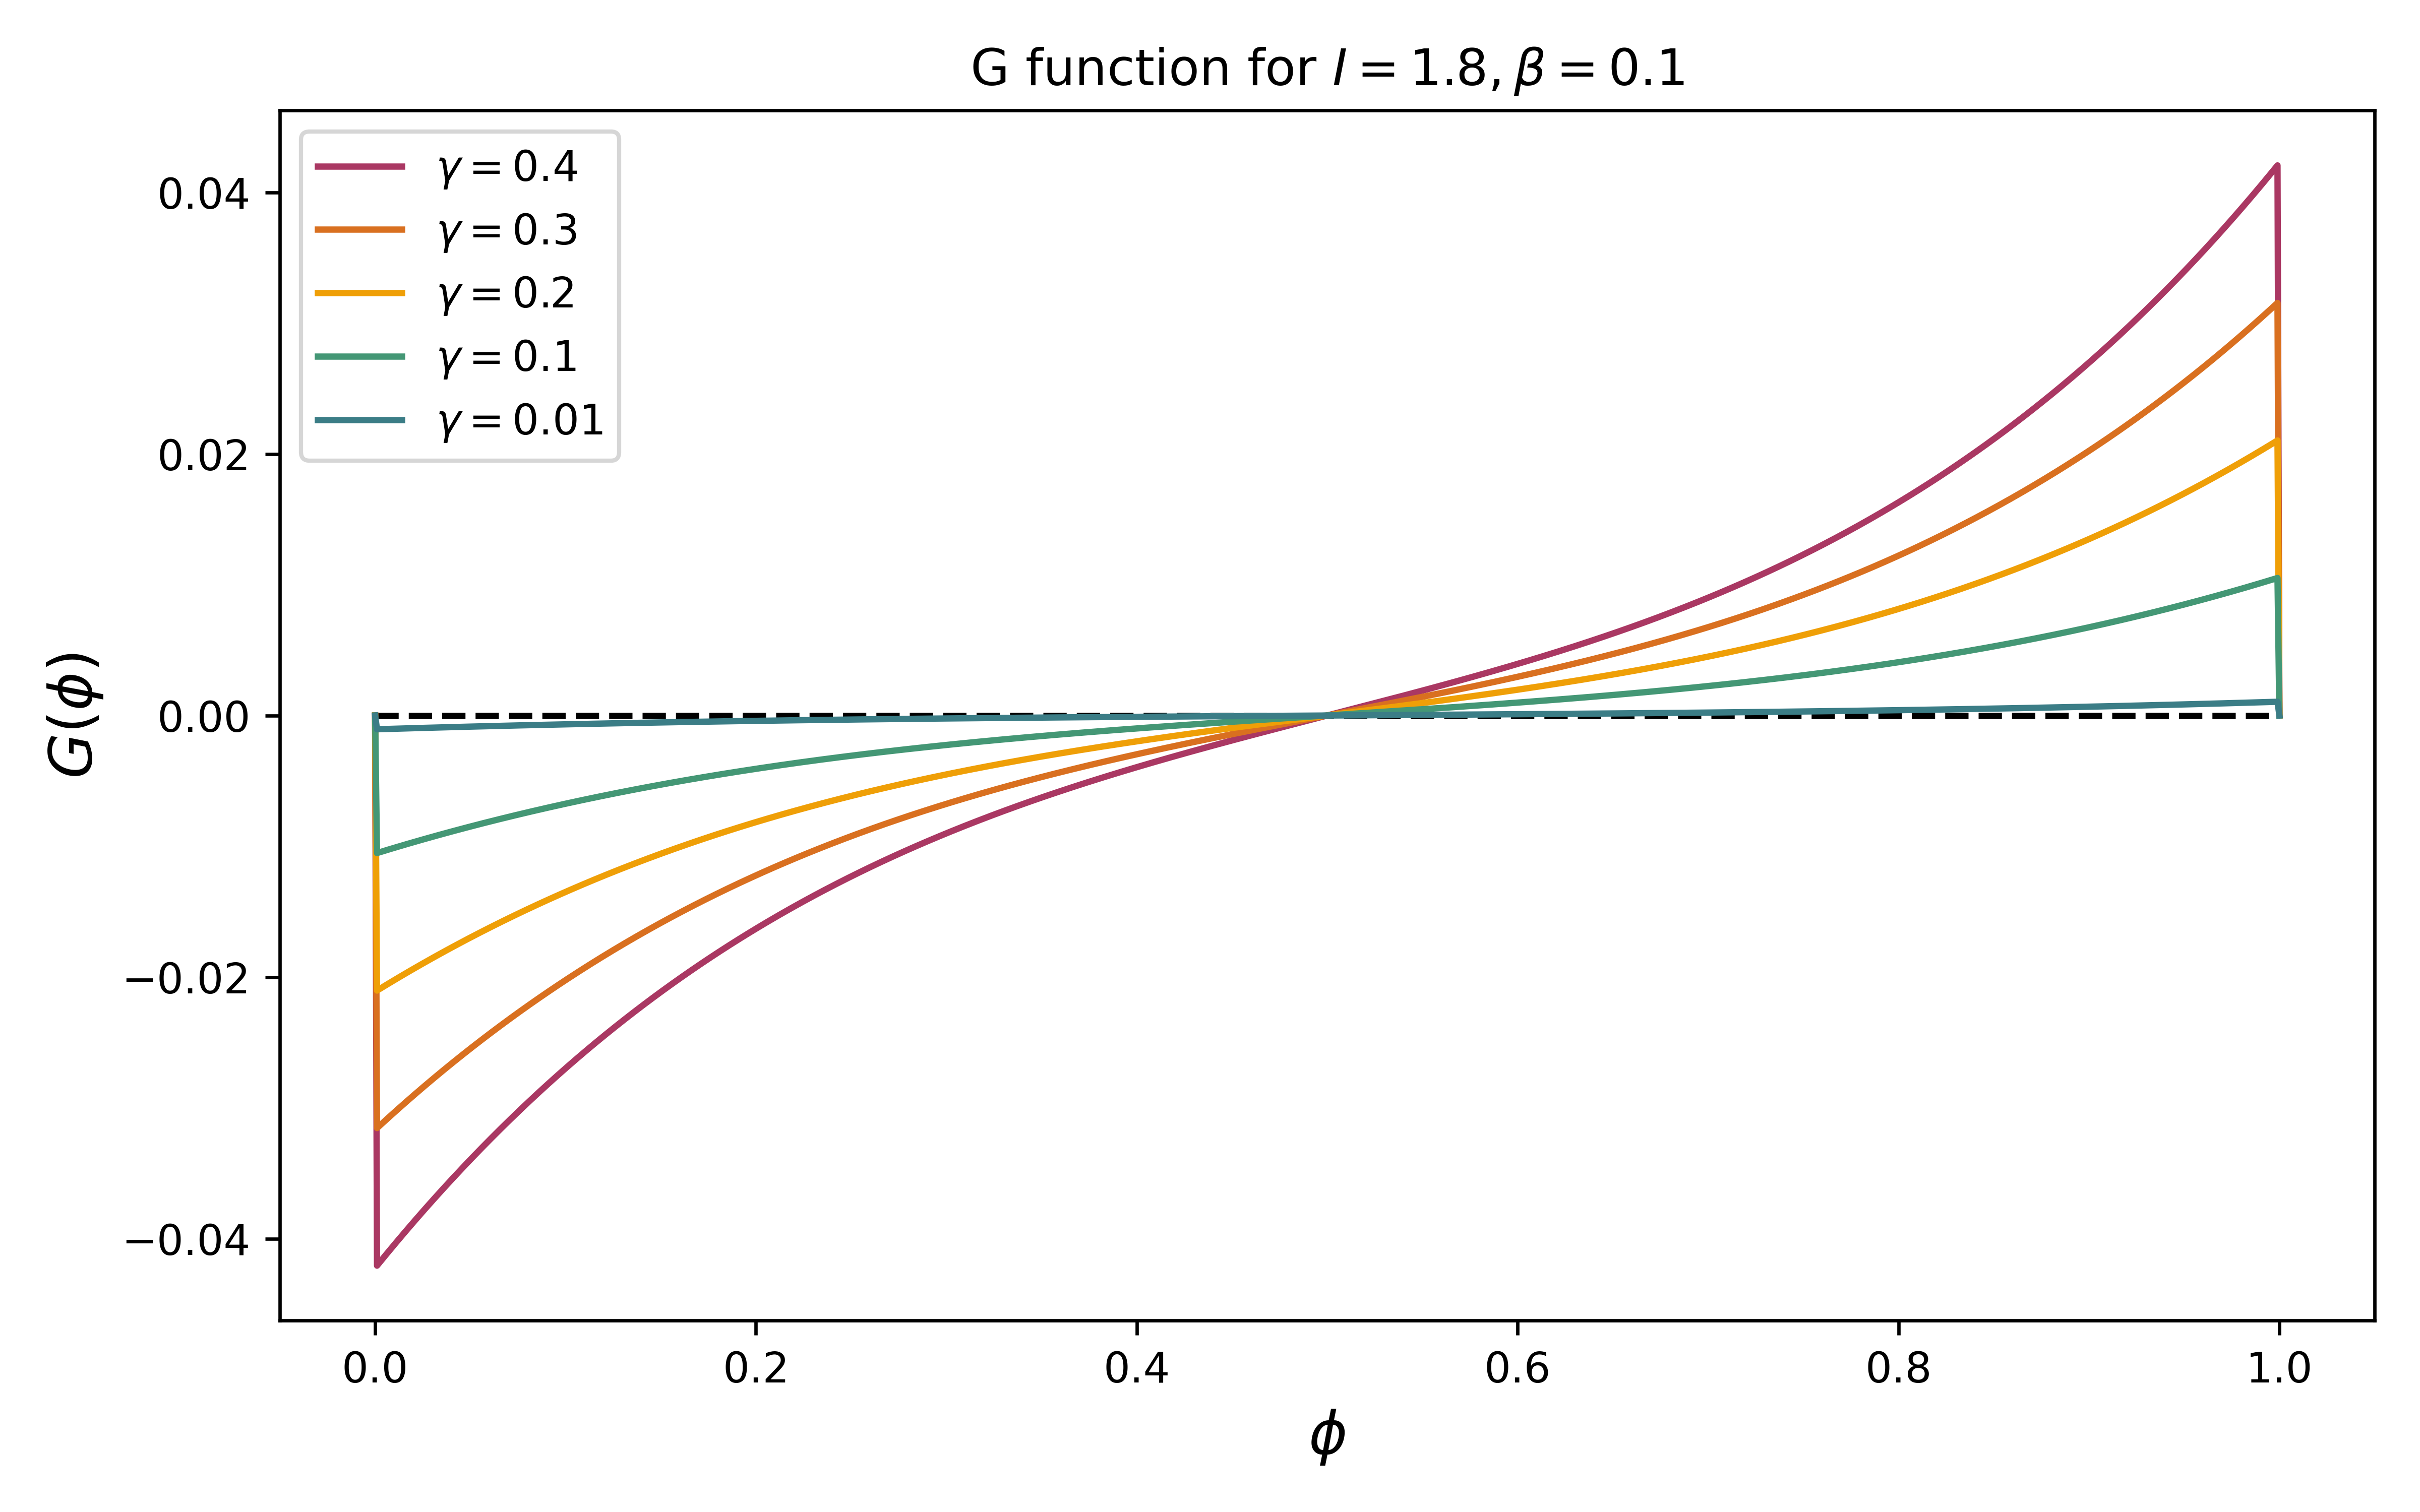 G function for I = 1.8, β = 0.1
γ = 0.4
γ = 0.3
γ = 0.2
γ = 0.1
γ = 0.01
0.04
0.02
0.00
−0.02
−0.04
G(ϕ)
0.0 0.2 0.4 0.6 0.8 1.0
ϕ